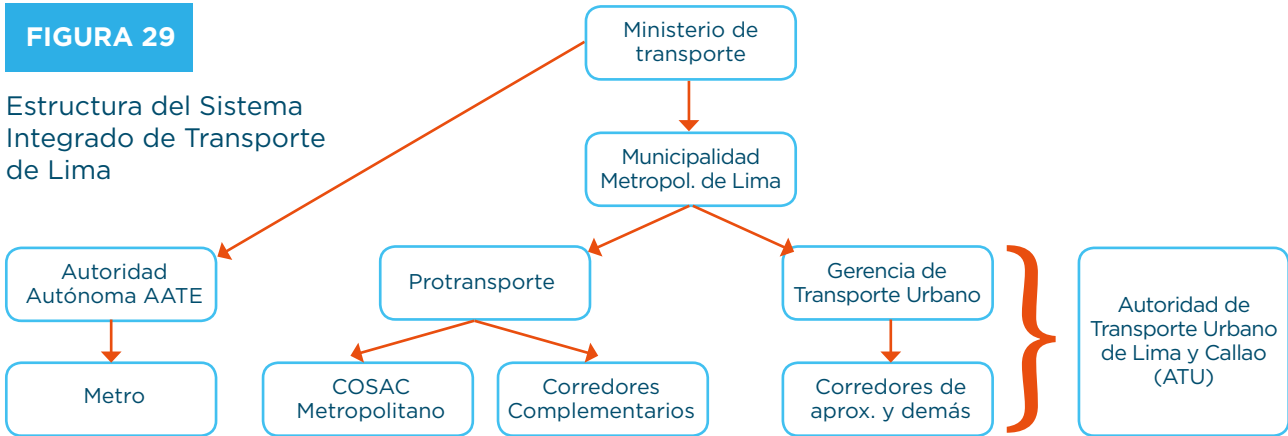 FIGURA 29
Estructura del Sistema
Integrado de Transporte
de Lima
Ministerio de
transporte
Municipalidad
Metropol. de Lima
Autoridad
Autónoma AATE
Protransporte
Gerencia de
Transporte Urbano
Metro
COSAC
Metropolitano
Corredores
Complementarios
Corredores de
aprox. y demás
Autoridad de
Transporte Urbano
de Lima y Callao
(ATU)